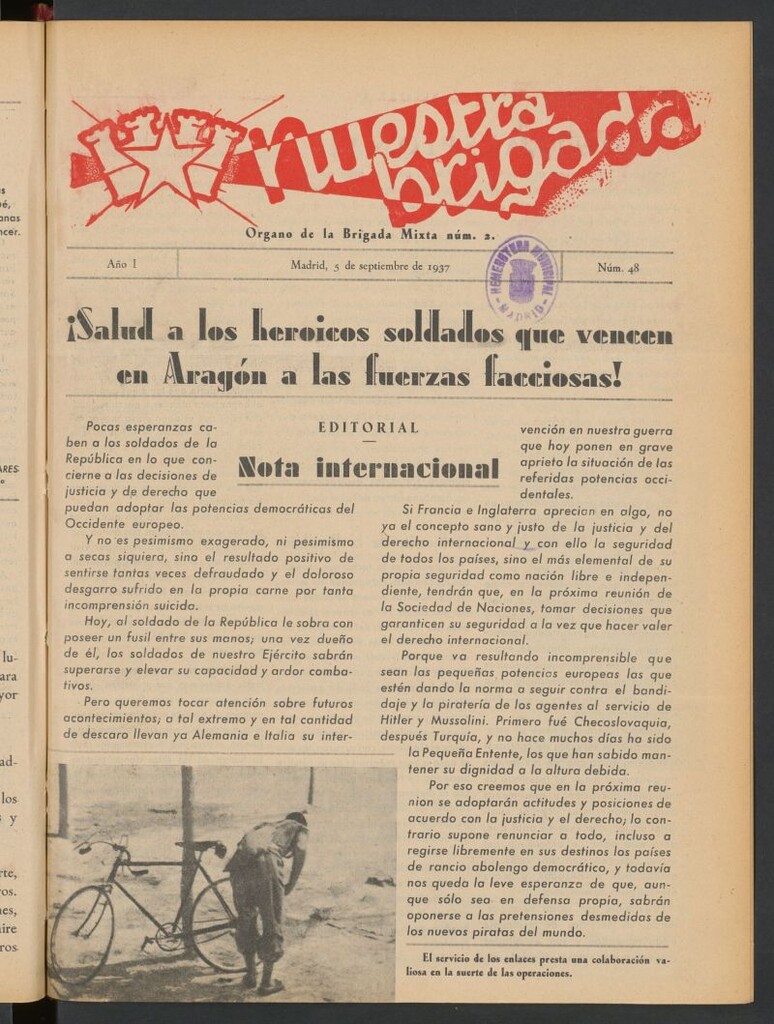 nuestra
brigada
Organo de la Brigada Mixta núm. 2.
Año I
Madrid, 5 de septiembre de 1937
Núm. 48
HEMEROTECA MUNICIPAL
MADRID
¡Salud a los heroicos soldados que vencen
en Aragón a las fuerzas facciosas!
EDITORIAL
Nota internacional
Pocas esperanzas ca-
ben a los soldados de la
República en lo que con-
cierne a las decisiones de
justicia y de derecho que
puedan adoptar las potencias democráticas del
Occidente europeo.
Y no es pesimismo exagerado, ni pesimismo
a secas siquiera, sino el resultado positivo de
sentirse tantas veces defraudado y el doloroso
desgarro sufrido en la propia carne por tanta
incomprensión suicida.
Hoy, al soldado de la República le sobra con
poseer un fusil entre sus manos; una vez dueño
de él, los soldados de nuestro Ejército sabrán
superarse y elevar su capacidad y ardor comba-
tivos.
Pero queremos tocar atención sobre futuros
acontecimientos; a tal extremo y en tal cantidad
de descaro llevan ya Alemania e Italia su inter-
vención en nuestra guerra
que hoy ponen en grave
aprieto la situación de las
referidas potencias occi-
dentales.
Si Francia e Inglaterra aprecian en algo, no
ya el concepto sano y justo de la justicia y del
derecho internacional y con ello la seguridad
de todos los países, sino el más elemental de su
propia seguridad como nación libre e indepen-
diente, tendrán que, en la próxima reunión de
la Sociedad de Naciones, tomar decisiones que
garanticen su seguridad a la vez que hacer valer
el derecho internacional.
Porque va resultando incomprensible que
sean las pequeñas potencias europeas las que
estén dando la norma a seguir contra el bandi-
daje y la piratería de los agentes al servicio de
Hitler y Mussolini. Primero fué Checoslovaquia,
después Turquía, y no hace muchos días ha sido
la Pequeña Entente, los que han sabido man-
tener su dignidad a la altura debida.
Por eso creemos que en la próxima reu-
nion se adoptarán actitudes y posiciones de
acuerdo con la justicia y el derecho; lo con-
trario supone renunciar a todo, incluso a
regirse libremente en sus destinos los países
de rancio abolengo democrático, y todavía
nos queda la leve esperanza de que, aun-
que sólo sea en defensa propia, sabrán
oponerse a las pretensiones desmedidas de
los nuevos piratas del mundo.
El servicio de los enlaces presta una colaboración va-
liosa en la suerte de las operaciones.